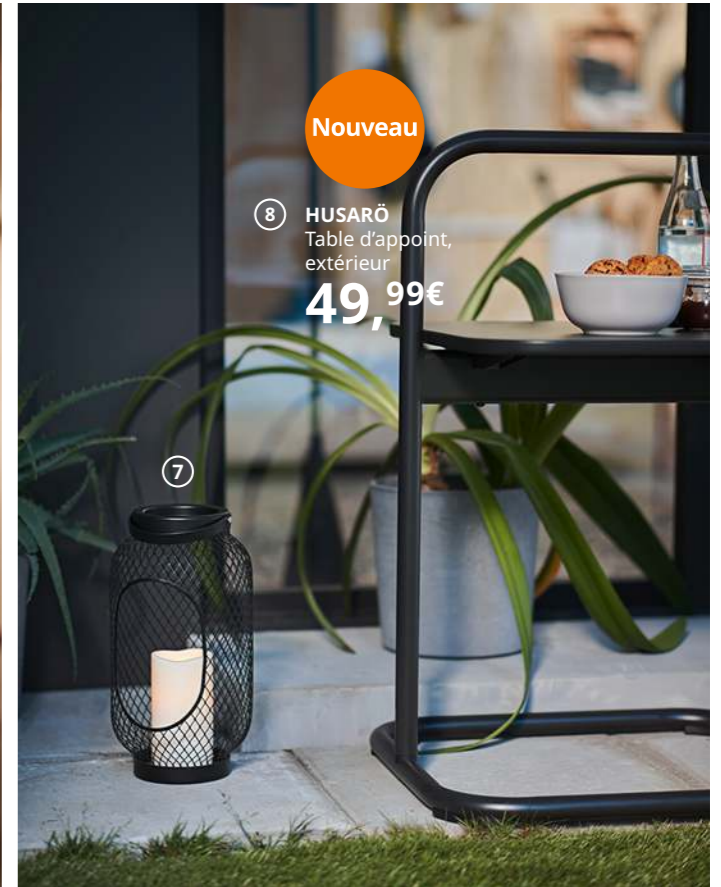 Nouveau
8 HUSARÖ
Table d’appoint,
extérieur
49,99€
7